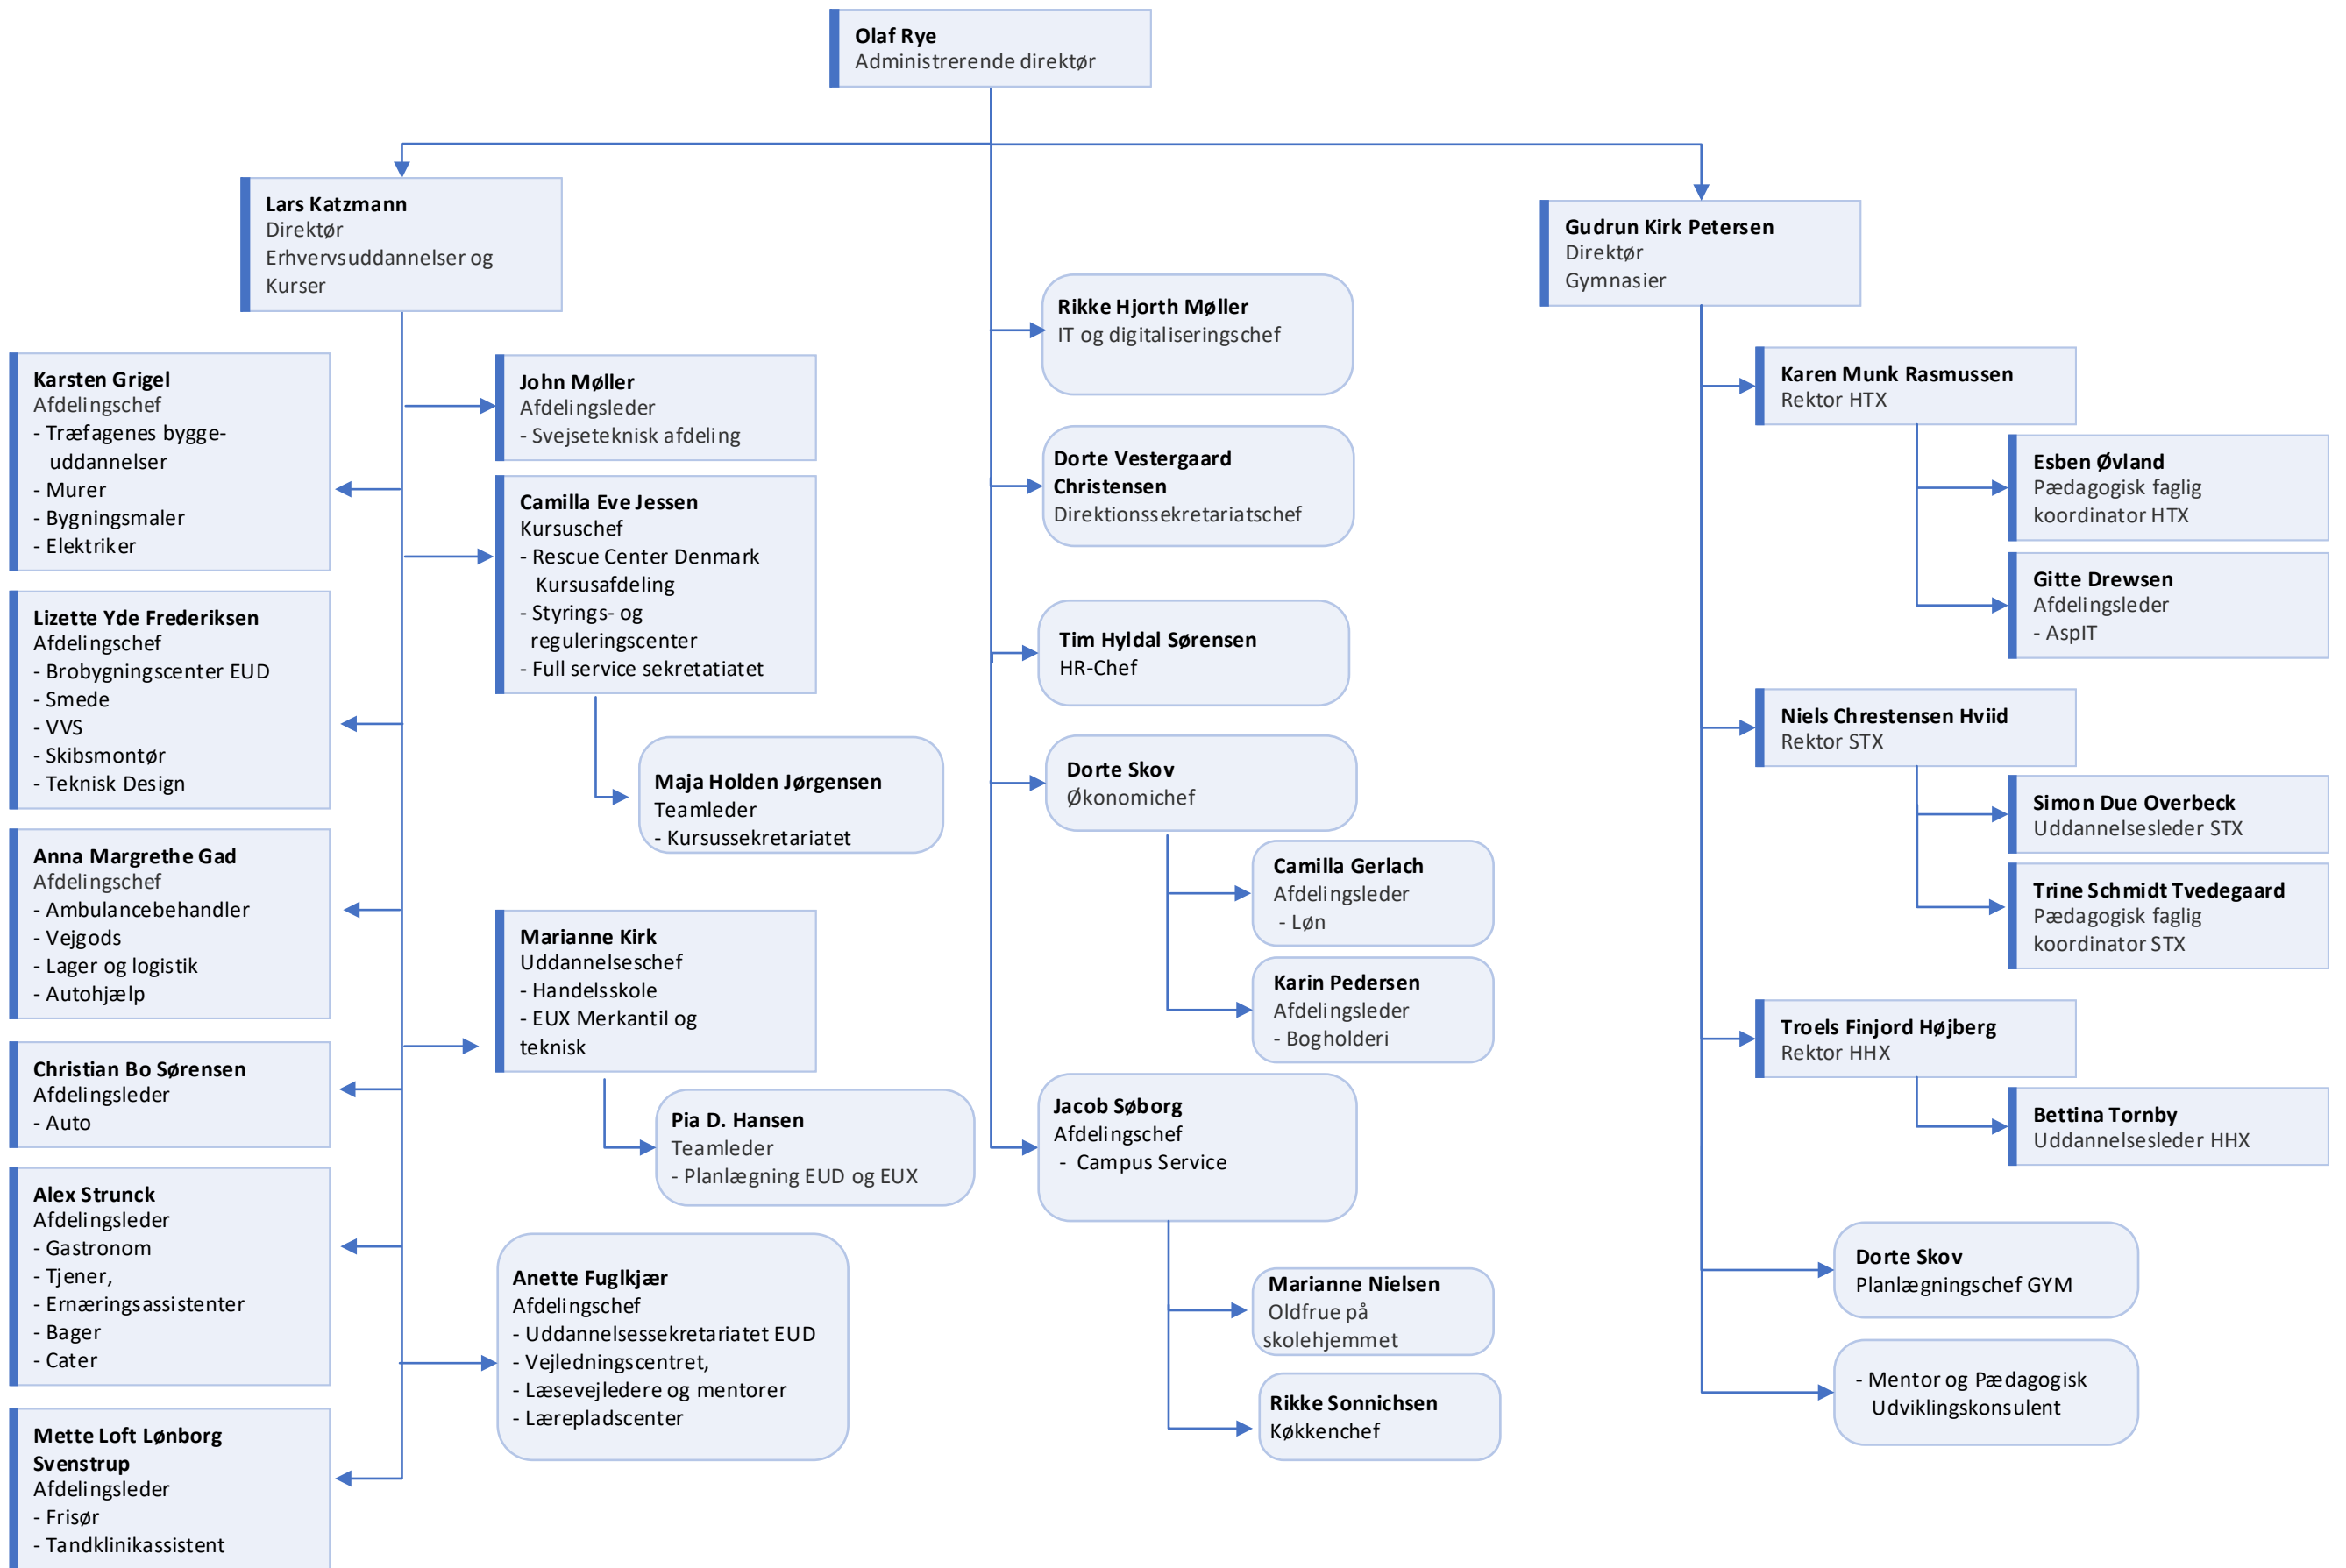 Olaf Rye
Administrerende direktør
Lars Katzmann
Direktør
Erhvervsuddannelser og
Kurser
Karsten Grigel
Afdelingschef
- Træfagenes bygge-
uddannelser
- Murer
- Bygningsmaler
- Elektriker
Lizette Yde Frederiksen
Afdelingschef
- Brobygningscenter EUD
- Smede
- VVS
- Skibsmontør
- Teknisk Design
Anna Margrethe Gad
Afdelingschef
- Ambulancebehandler
- Vejgods
- Lager og logistik
- Autohjælp
Christian Bo Sørensen
Afdelingsleder
- Auto
Alex Strunck
Afdelingsleder
- Gastronom
- Tjener,
- Ernæringsassistenter
- Bager
- Cater
Mette Loft Lønborg
Svenstrup
Afdelingsleder
- Frisør
- Tandklinikassistent
John Møller
Afdelingsleder
- Svejseteknisk afdeling
Camilla Eve Jessen
Kursuschef
- Rescue Center Denmark
Kursusafdeling
- Styrings- og
reguleringscenter
- Full service sekretatiatet
Maja Holden Jørgensen
Teamleder
- Kursussekretariatet
Marianne Kirk
Uddannelseschef
- Handelsskole
- EUX Merkantil og
teknisk
Pia D. Hansen
Teamleder
- Planlægning EUD og EUX
Anette Fuglkjær
Afdelingschef
- Uddannelsessekretariatet EUD
- Vejledningscentret,
- Læsevejledere og mentorer
- Lærepladscenter
Rikke Hjorth Møller
IT og digitaliseringschef
Dorte Vestergaard
Christensen
Direktionssekretariatschef
Tim Hyldal Sørensen
HR-Chef
Dorte Skov
Økonomichef
Camilla Gerlach
Afdelingsleder
- Løn
Karin Pedersen
Afdelingsleder
- Bogholderi
Jacob Søborg
Afdelingschef
- Campus Service
Marianne Nielsen
Oldfrue på
skolehjemmet
Rikke Sonnichsen
Køkkenchef
Gudrun Kirk Petersen
Direktør
Gymnasier
Karen Munk Rasmussen
Rektor HTX
Esben Øvland
Pædagogisk faglig
koordinator HTX
Gitte Drewsen
Afdelingsleder
- AspIT
Niels Chrestensen Hviid
Rektor STX
Simon Due Overbeck
Uddannelsesleder STX
Trine Schmidt Tvedegaard
Pædagogisk faglig
koordinator STX
Troels Finjord Højberg
Rektor HHX
Bettina Tornby
Uddannelsesleder HHX
Dorte Skov
Planlægningschef GYM
- Mentor og Pædagogisk
Udviklingskonsulent